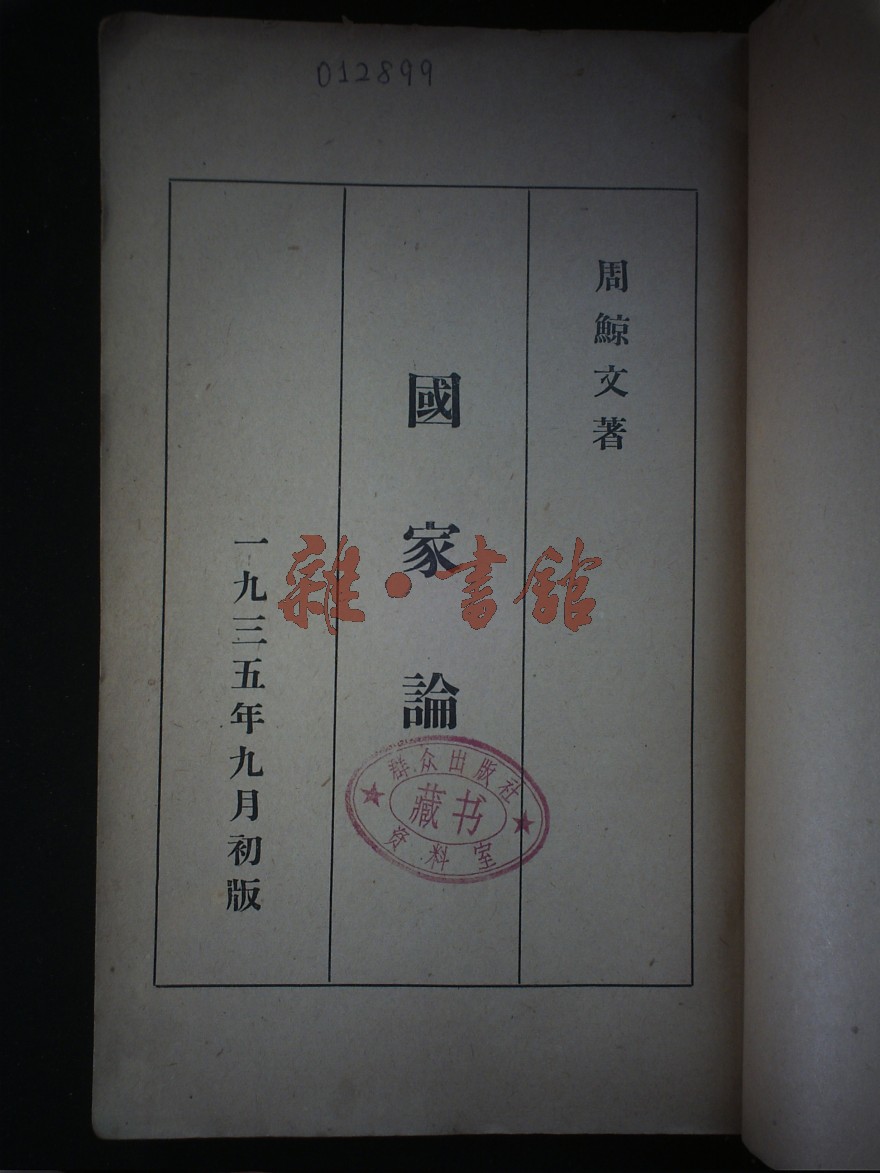 012899
周鯨文著
國家論
一九三五年九月初版
雜·書館
群众出版社
藏书
资料室